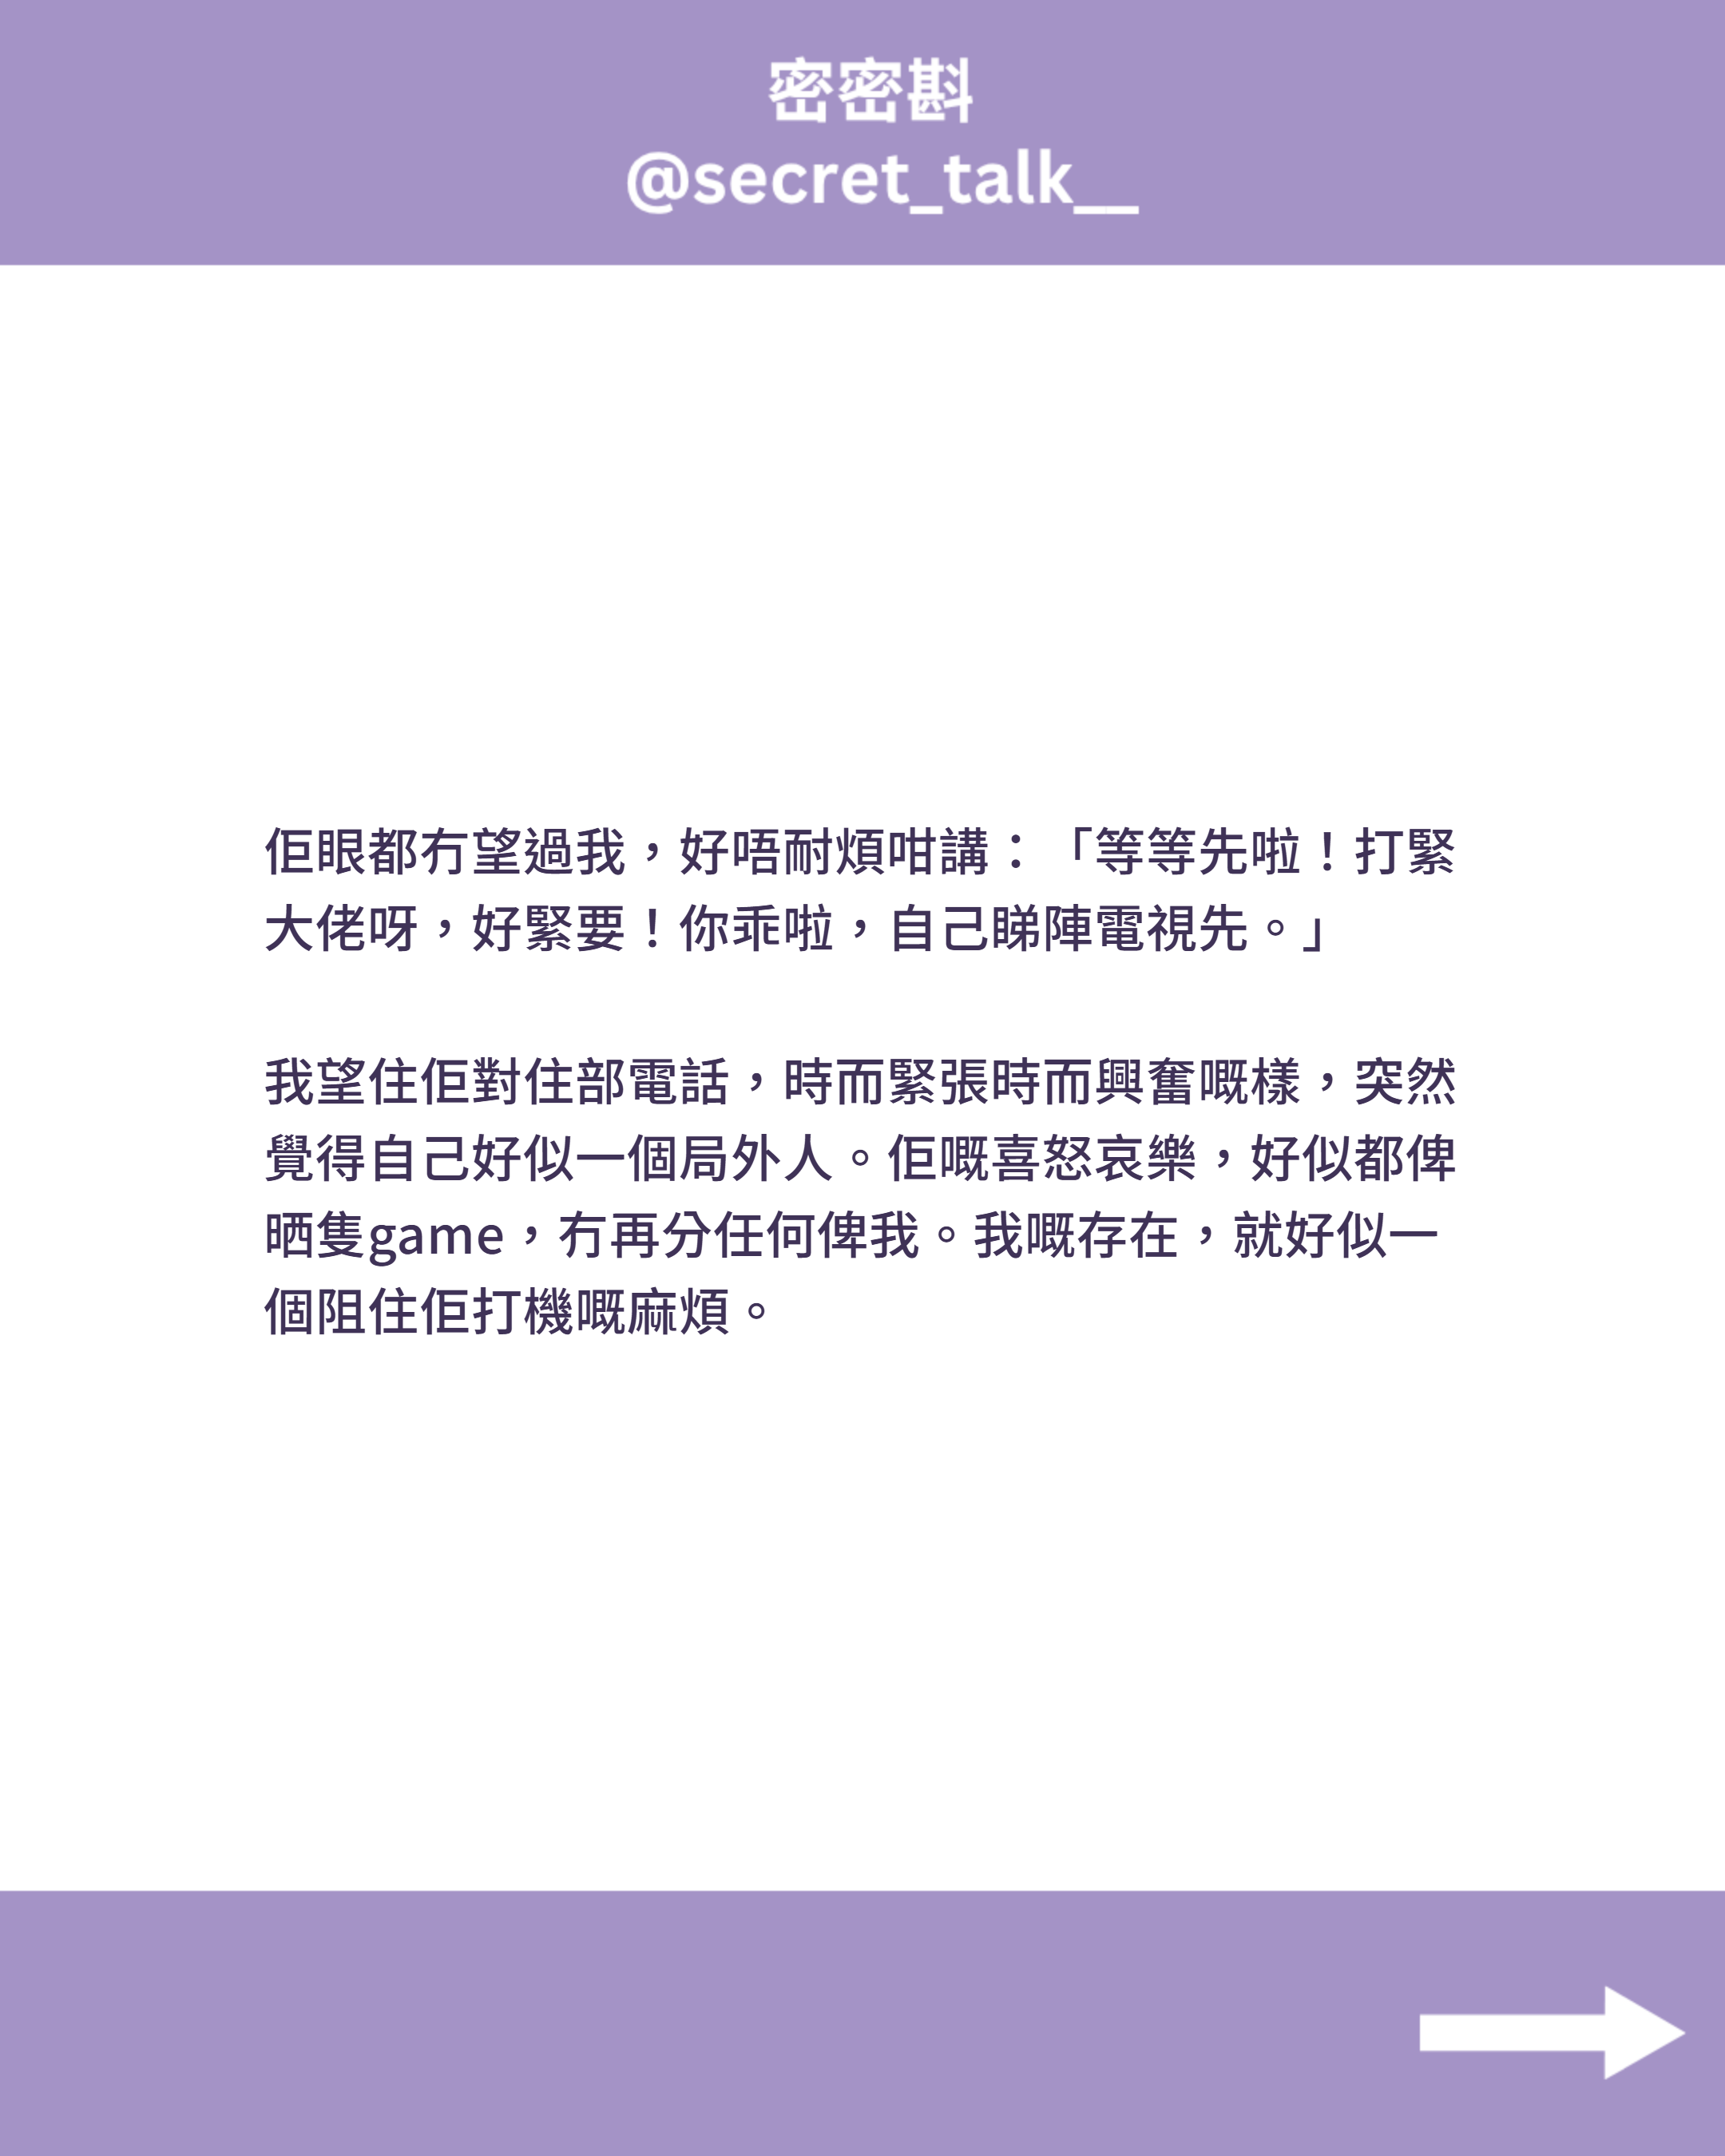 密密斟
@secret_talk__
佢眼都冇望過我，好唔耐煩咁講：「等等先啦！打緊
大佬呀，好緊要！你乖啦，自己睇陣電視先。」
我望住佢對住部電話，時而緊張時而興奮嘅樣，突然
覺得自己好似一個局外人。佢嘅喜怒哀樂，好似都俾
晒隻game，冇再分任何俾我。我嘅存在，就好似一
個阻住佢打機嘅麻煩。